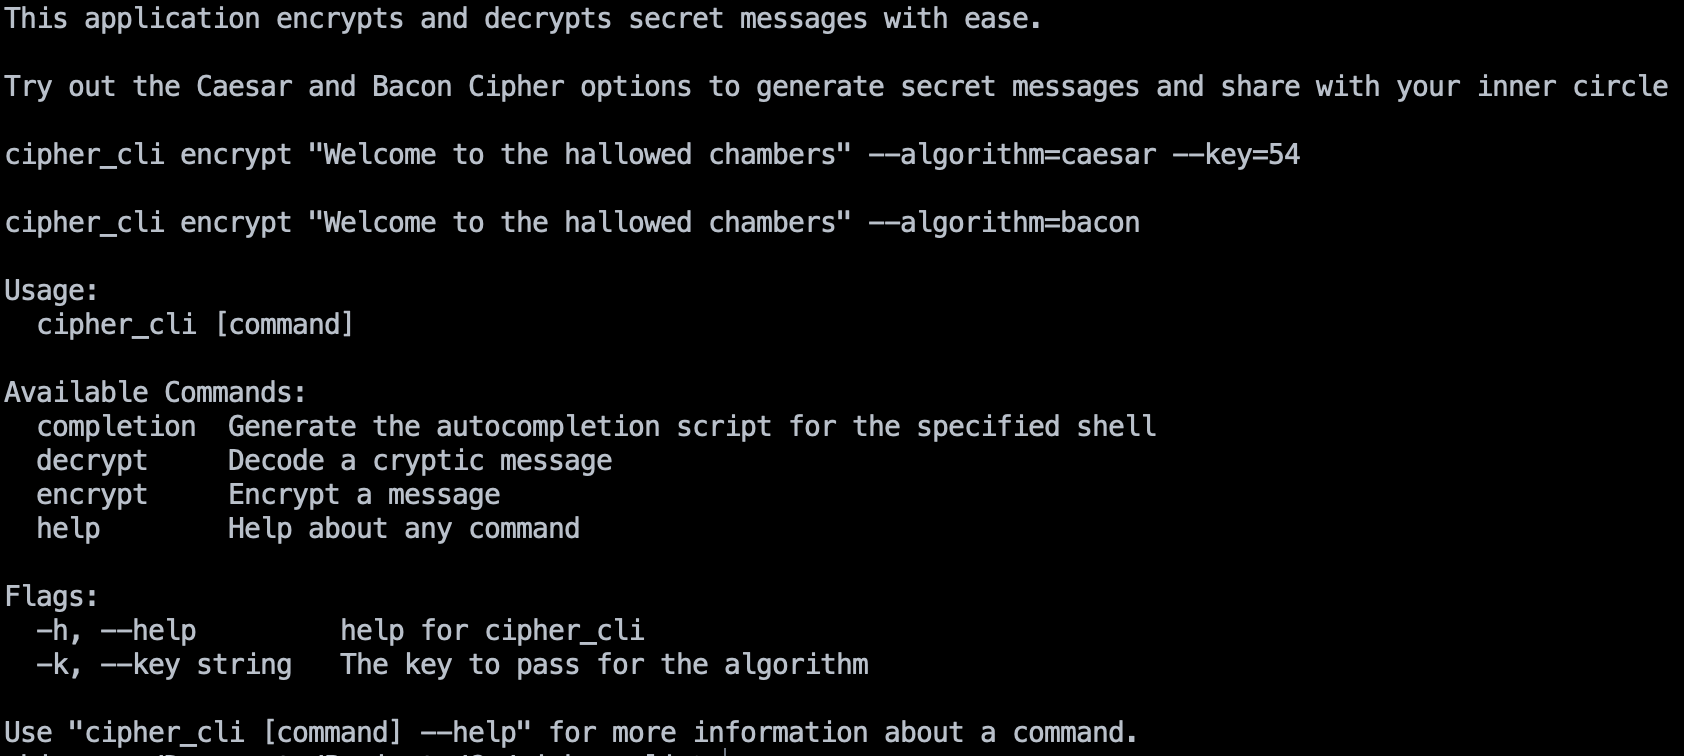 This application encrypts and decrypts secret messages with ease.
Try out the Caesar and Bacon Cipher options to generate secret messages and share with your inner circle
cipher_cli encrypt "Welcome to the hallowed chambers" --algorithm=caesar --key=54
cipher_cli encrypt "Welcome to the hallowed chambers" --algorithm=bacon
Usage:
  cipher_cli [command]
Available Commands:
  completion  Generate the autocompletion script for the specified shell
  decrypt     Decode a cryptic message
  encrypt     Encrypt a message
  help        Help about any command
Flags:
  -h, --help         help for cipher_cli
  -k, --key string   The key to pass for the algorithm
Use "cipher_cli [command] --help" for more information about a command.